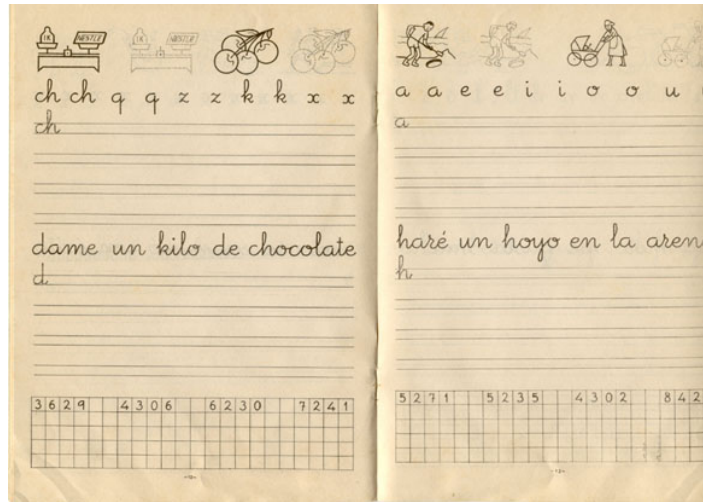 1K NESTLE 1K NESTLE
ch ch q q z z k k x x
ch
dame un kilo de chocolate
d
3629 4306 6230 7241
a a e e i i o o u
a
haré un hoyo en la aren
h
5271 5235 4302 842